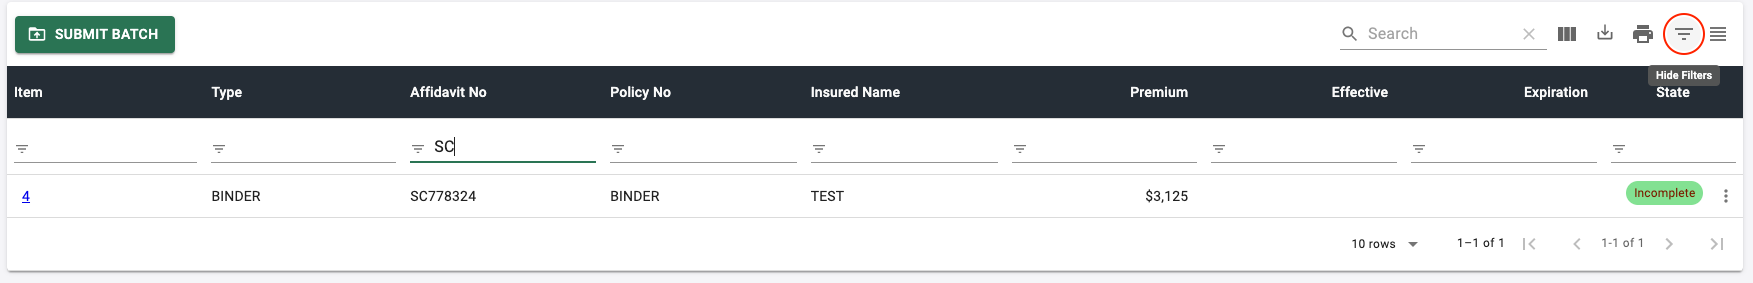 SUBMIT BATCH
Search
Hide Filters
Item Type Affidavit No Policy No Insured Name Premium Effective Expiration State
SC
4 BINDER SC778324 BINDER TEST $3,125 Incomplete
10 rows 1–1 of 1 1-1 of 1